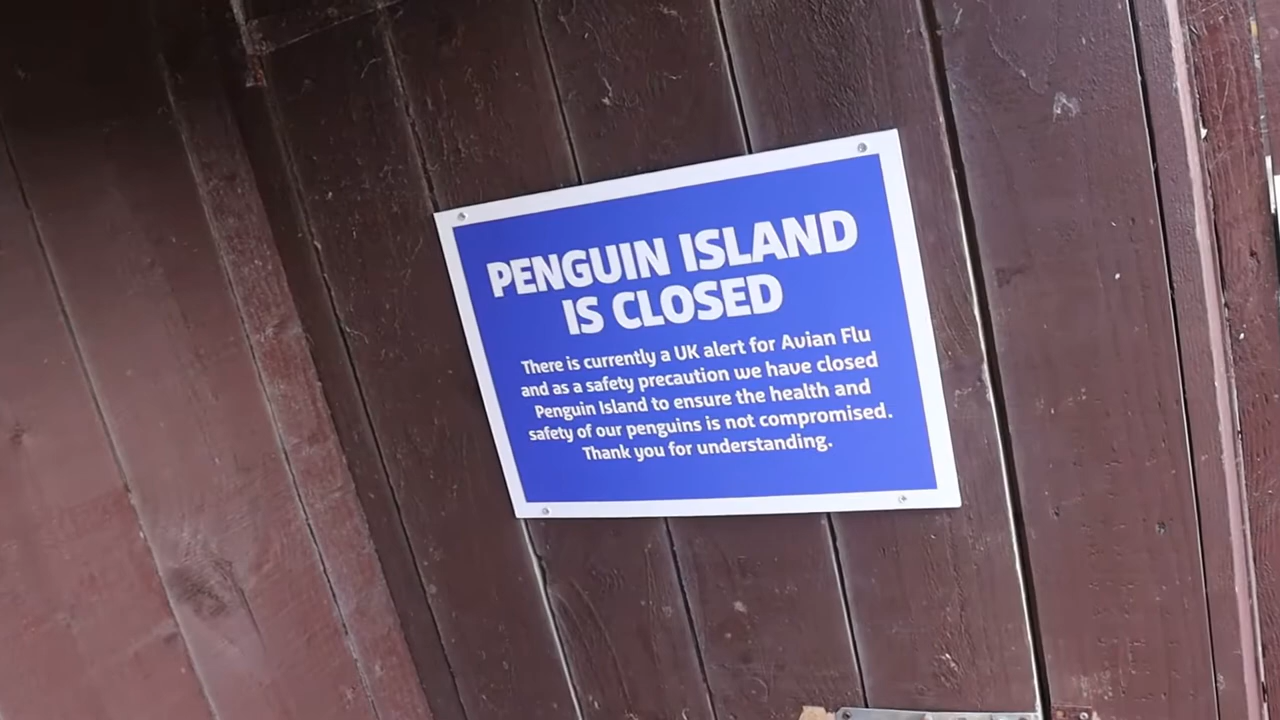 PENGUIN ISLAND
IS CLOSED
There is currently a UK alert for Avian Flu
and as a safety precaution we have closed
Penguin Island to ensure the health and
safety of our penguins is not compromised.
Thank you for understanding.